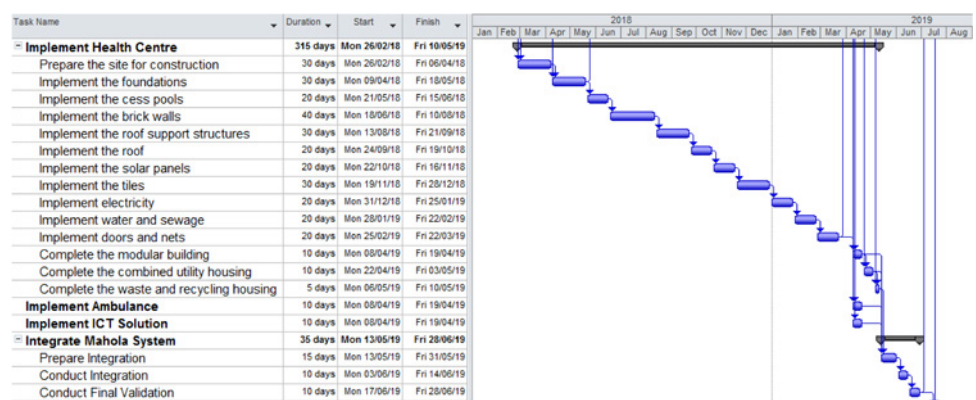 Task Name Duration Start Finish 2018 2019
Jan Feb Mar Apr May Jun Jul Aug Sep Oct Nov Dec Jan Feb Mar Apr May Jun Jul Aug
Implement Health Centre 315 days Mon 26/02/18 Fri 10/05/19
Prepare the site for construction 30 days Mon 26/02/18 Fri 06/04/18
Implement the foundations 30 days Mon 09/04/18 Fri 18/05/18
Implement the cess pools 20 days Mon 21/05/18 Fri 15/06/18
Implement the brick walls 40 days Mon 18/06/18 Fri 10/08/18
Implement the roof support structures 30 days Mon 13/08/18 Fri 21/09/18
Implement the roof 20 days Mon 24/09/18 Fri 19/10/18
Implement the solar panels 20 days Mon 22/10/18 Fri 16/11/18
Implement the tiles 30 days Mon 19/11/18 Fri 28/12/18
Implement electricity 20 days Mon 31/12/18 Fri 25/01/19
Implement water and sewage 20 days Mon 28/01/19 Fri 22/02/19
Implement doors and nets 20 days Mon 25/02/19 Fri 22/03/19
Complete the modular building 10 days Mon 08/04/19 Fri 19/04/19
Complete the combined utility housing 10 days Mon 22/04/19 Fri 03/05/19
Complete the waste and recycling housing 5 days Mon 06/05/19 Fri 10/05/19
Implement Ambulance 10 days Mon 08/04/19 Fri 19/04/19
Implement ICT Solution 10 days Mon 08/04/19 Fri 19/04/19
Integrate Mahola System 35 days Mon 13/05/19 Fri 28/06/19
Prepare Integration 15 days Mon 13/05/19 Fri 31/05/19
Conduct Integration 10 days Mon 03/06/19 Fri 14/06/19
Conduct Final Validation 10 days Mon 17/06/19 Fri 28/06/19